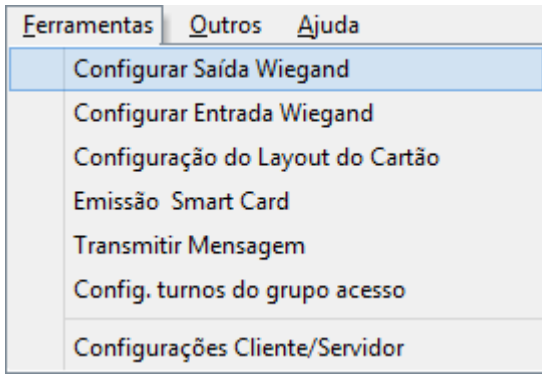 Ferramentas Outros Ajuda
Configurar Saída Wiegand
Configurar Entrada Wiegand
Configuração do Layout do Cartão
Emissão  Smart Card
Transmitir Mensagem
Config. turnos do grupo acesso
Configurações Cliente/Servidor